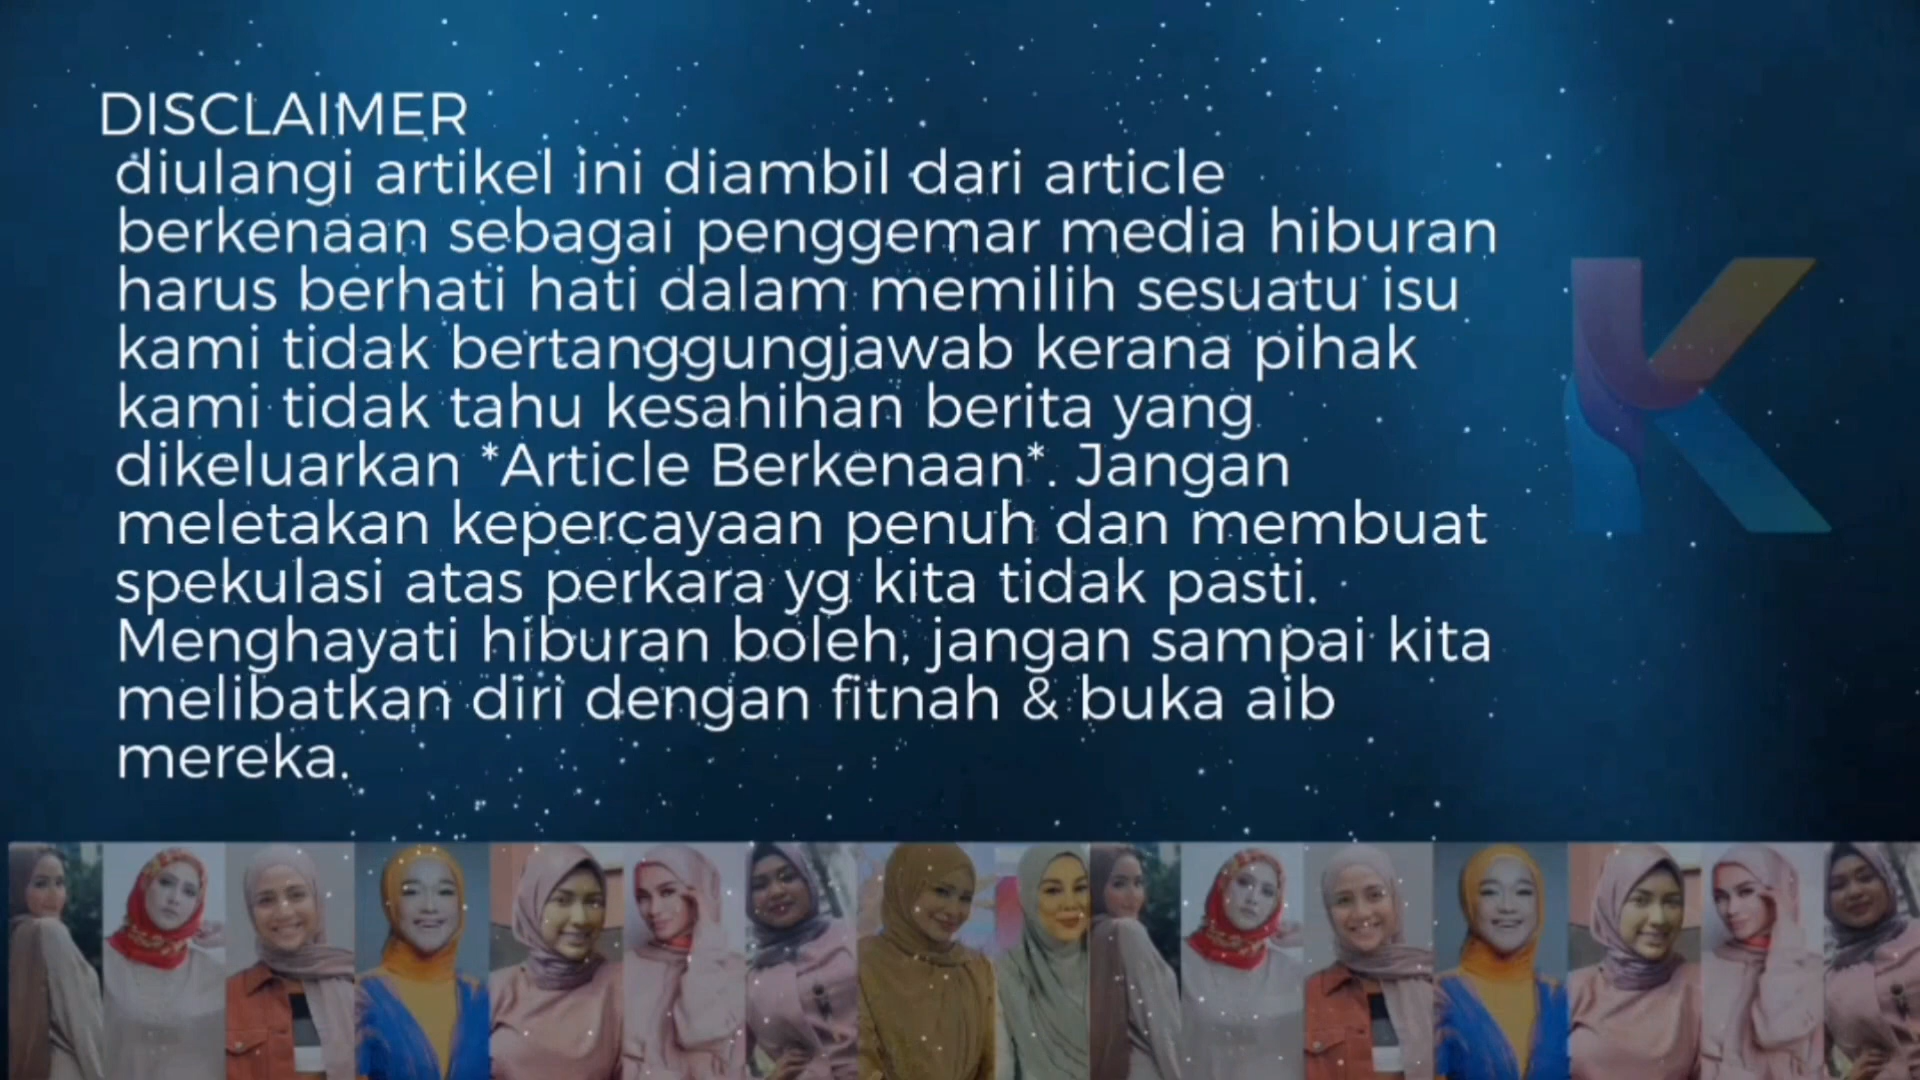 DISCLAIMER
diulangi artikel ini diambil dari article
berkenaan sebagai penggemar media hiburan
harus berhati hati dalam memilih sesuatu isu
kami tidak bertanggungjawab kerana pihak
kami tidak tahu kesahihan berita yang
dikeluarkan *Article Berkenaan*. Jangan
meletakan kepercayaan penuh dan membuat
spekulasi atas perkara yg kita tidak pasti.
Menghayati hiburan boleh, jangan sampai kita
melibatkan diri dengan fitnah & buka aib
mereka.
K